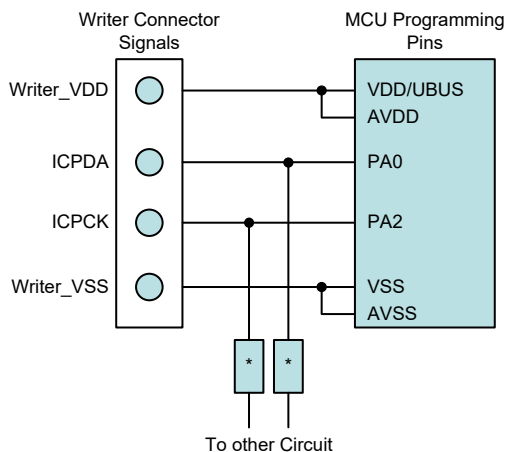 Writer Connector
Signals
MCU Programming
Pins
Writer_VDD
VDD/UBUS
AVDD
ICPDA
PA0
ICPCK
PA2
Writer_VSS
VSS
AVSS
*
*
To other Circuit